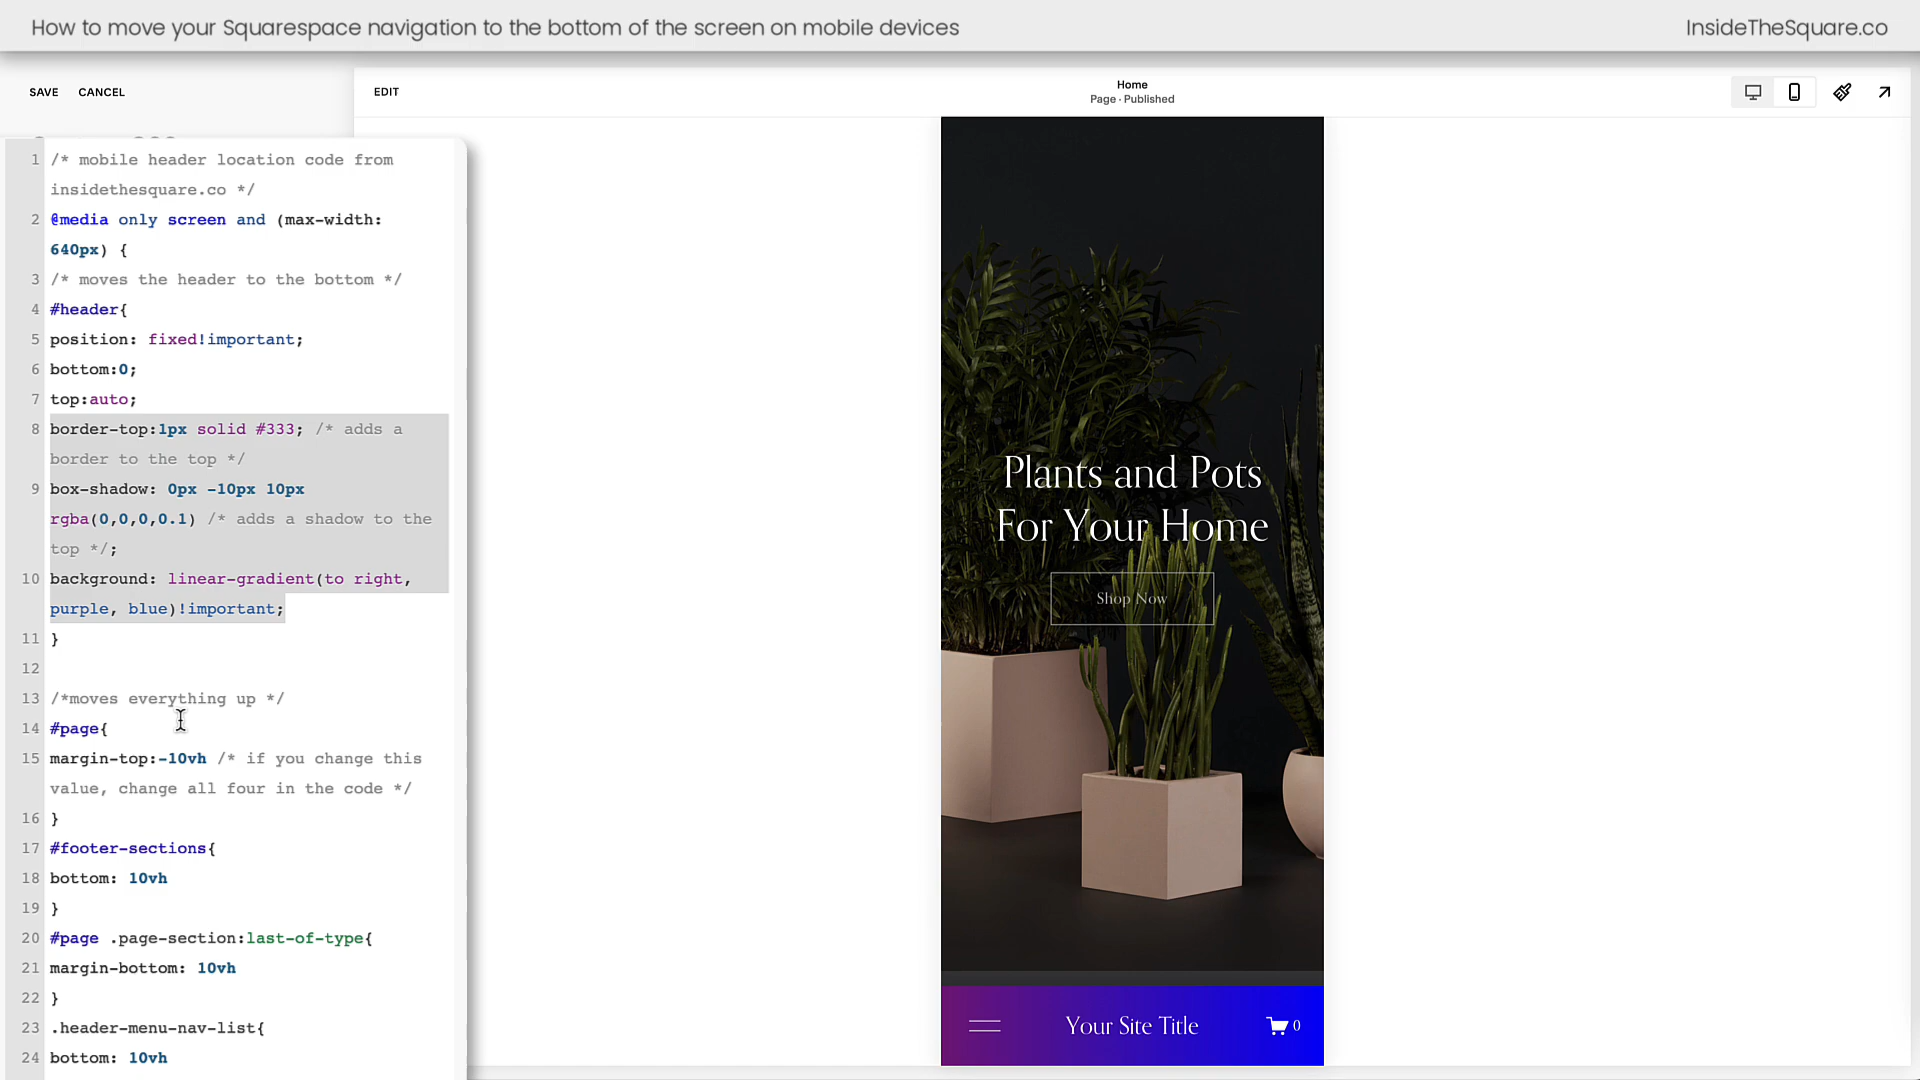 How to move your Squarespace navigation to the bottom of the screen on mobile devices
InsideTheSquare.co
SAVE CANCEL
EDIT
Home
Page · Published
1 /* mobile header location code from
insidethesquare.co */
2 @media only screen and (max-width:
640px) {
3 /* moves the header to the bottom */
4 #header{
5 position: fixed!important;
6 bottom:0;
7 top:auto;
8 border-top:1px solid #333; /* adds a
border to the top */
9 box-shadow: 0px -10px 10px
rgba(0,0,0,0.1) /* adds a shadow to the
top */;
10 background: linear-gradient(to right,
purple, blue)!important;
11 }
12
13 /*moves everything up */
14 #page{
15 margin-top:-10vh /* if you change this
value, change all four in the code */
16 }
17 #footer-sections{
18 bottom: 10vh
19 }
20 #page .page-section:last-of-type{
21 margin-bottom: 10vh
22 }
23 .header-menu-nav-list{
24 bottom: 10vh
Plants and Pots
For Your Home
Shop Now
Your Site Title
0